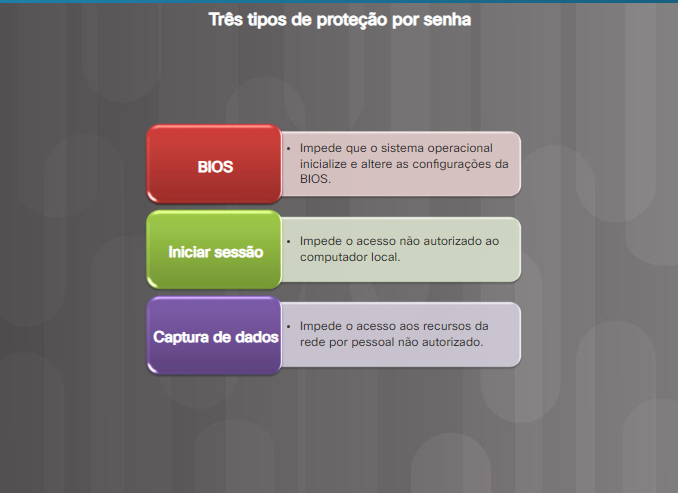 Três tipos de proteção por senha
BIOS
• Impede que o sistema operacional
inicialize e altere as configurações da
BIOS.
Iniciar sessão
• Impede o acesso não autorizado ao
computador local.
Captura de dados
• Impede o acesso aos recursos da
rede por pessoal não autorizado.